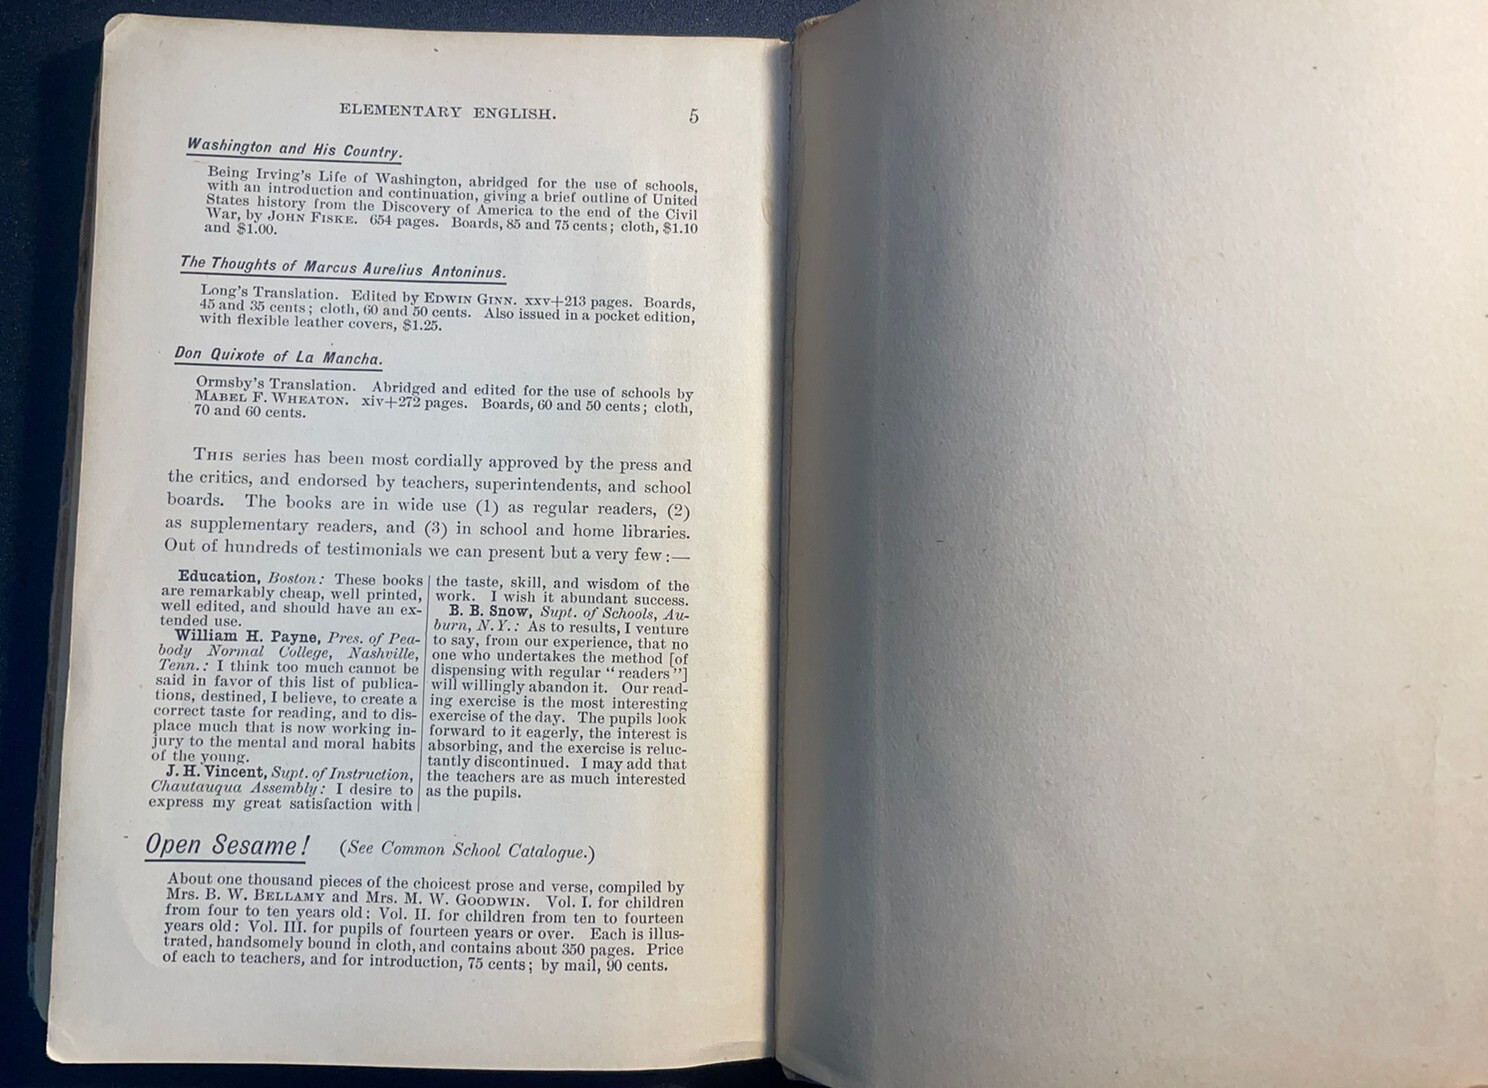 ELEMENTARY ENGLISH. 5
Washington and His Country.
Being Irving's Life of Washington, abridged for the use of schools,
with an introduction and continuation, giving a brief outline of United
States history from the Discovery of America to the end of the Civil
War, by JOHN FISKE. 654 pages. Boards, 85 and 75 cents; cloth, $1.10
and $1.00.
The Thoughts of Marcus Aurelius Antoninus.
Long's Translation. Edited by EDWIN GINN. xxv+213 pages. Boards,
45 and 35 cents; cloth, 60 and 50 cents. Also issued in a pocket edition,
with flexible leather covers, $1.25.
Don Quixote of La Mancha.
Ormsby's Translation. Abridged and edited for the use of schools by
MABEL F. WHEATON. xiv+272 pages. Boards, 60 and 50 cents; cloth,
70 and 60 cents.
THIS series has been most cordially approved by the press and
the critics, and endorsed by teachers, superintendents, and school
boards. The books are in wide use (1) as regular readers, (2)
as supplementary readers, and (3) in school and home libraries.
Out of hundreds of testimonials we can present but a very few:—
Education, Boston: These books
are remarkably cheap, well printed,
well edited, and should have an ex-
tended use.
William H. Payne, Pres. of Pea-
body Normal College, Nashville,
Tenn.: I think too much cannot be
said in favor of this list of publica-
tions, destined, I believe, to create a
correct taste for reading, and to dis-
place much that is now working in-
jury to the mental and moral habits
of the young.
J. H. Vincent, Supt. of Instruction,
Chautauqua Assembly: I desire to
express my great satisfaction with
the taste, skill, and wisdom of the
work. I wish it abundant success.
B. B. Snow, Supt. of Schools, Au-
burn, N.Y.: As to results, I venture
to say, from our experience, that no
one who undertakes the method [of
dispensing with regular "readers"]
will willingly abandon it. Our read-
ing exercise is the most interesting
exercise of the day. The pupils look
forward to it eagerly, the interest is
absorbing, and the exercise is reluc-
tantly discontinued. I may add that
the teachers are as much interested
as the pupils.
Open Sesame! (See Common School Catalogue.)
About one thousand pieces of the choicest prose and verse, compiled by
Mrs. B. W. BELLAMY and Mrs. M. W. GOODWIN. Vol. I. for children
from four to ten years old: Vol. II. for children from ten to fourteen
years old: Vol. III. for pupils of fourteen years or over. Each is illus-
trated, handsomely bound in cloth, and contains about 350 pages. Price
of each to teachers, and for introduction, 75 cents; by mail, 90 cents.